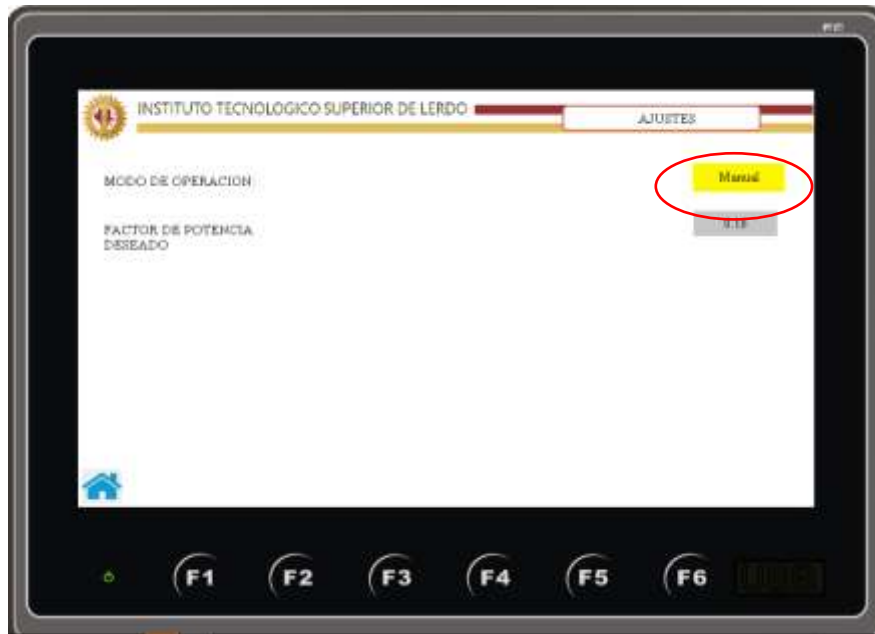 INSTITUTO TECNOLOGICO SUPERIOR DE LERDO
AJUSTES
MODO DE OPERACION
Manual
FACTOR DE POTENCIA
DESEADO
F1 F2 F3 F4 F5 F6